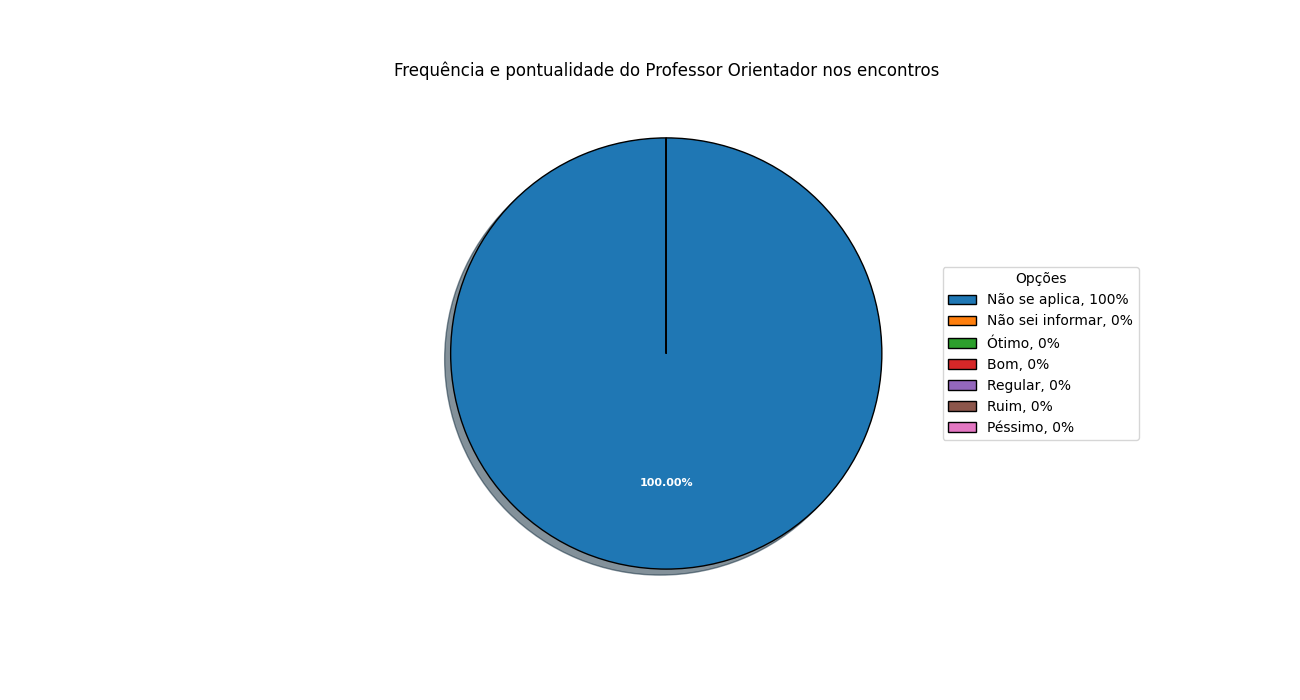 Frequência e pontualidade do Professor Orientador nos encontros
Opções
Não se aplica, 100%
Não sei informar, 0%
Ótimo, 0%
Bom, 0%
Regular, 0%
Ruim, 0%
Péssimo, 0%
100.00%